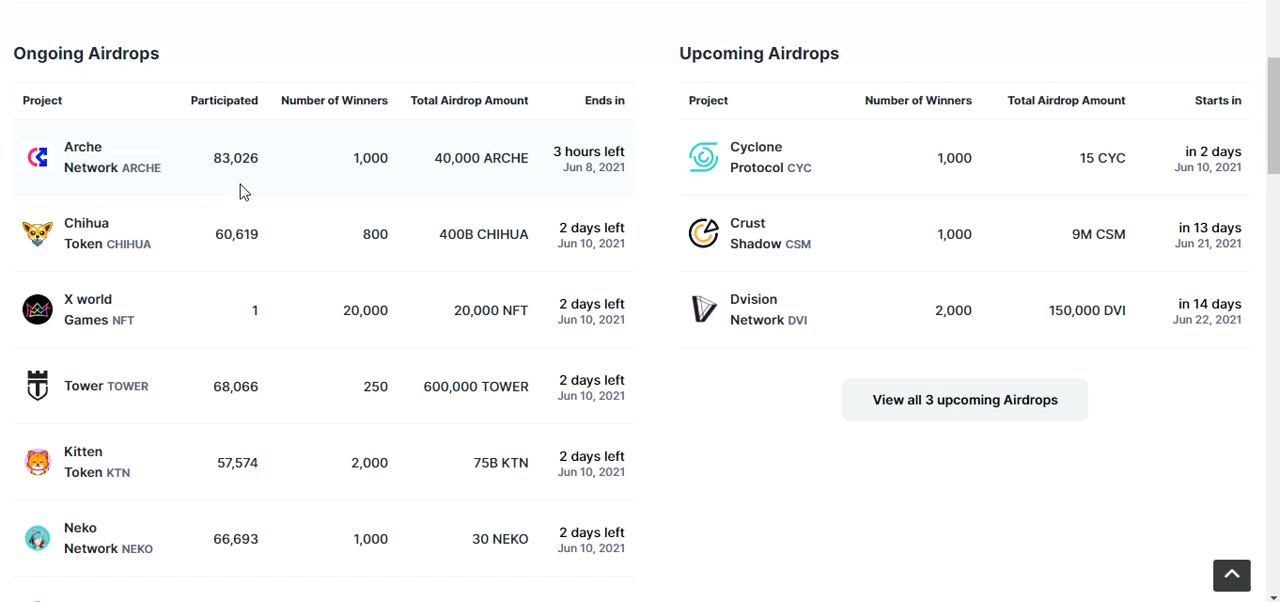 Ongoing Airdrops
Project Participated Number of Winners Total Airdrop Amount Ends in
Arche
Network ARCHE 83,026 1,000 40,000 ARCHE 3 hours left
Jun 8, 2021
Chihua
Token CHIHUA 60,619 800 400B CHIHUA 2 days left
Jun 10, 2021
X world
Games NFT 1 20,000 20,000 NFT 2 days left
Jun 10, 2021
Tower TOWER 68,066 250 600,000 TOWER 2 days left
Jun 10, 2021
Kitten
Token KTN 57,574 2,000 75B KTN 2 days left
Jun 10, 2021
Neko
Network NEKO 66,693 1,000 30 NEKO 2 days left
Jun 10, 2021
Upcoming Airdrops
Project Number of Winners Total Airdrop Amount Starts in
Cyclone
Protocol CYC 1,000 15 CYC in 2 days
Jun 10, 2021
Crust
Shadow CSM 1,000 9M CSM in 13 days
Jun 21, 2021
Dvision
Network DVI 2,000 150,000 DVI in 14 days
Jun 22, 2021
View all 3 upcoming Airdrops